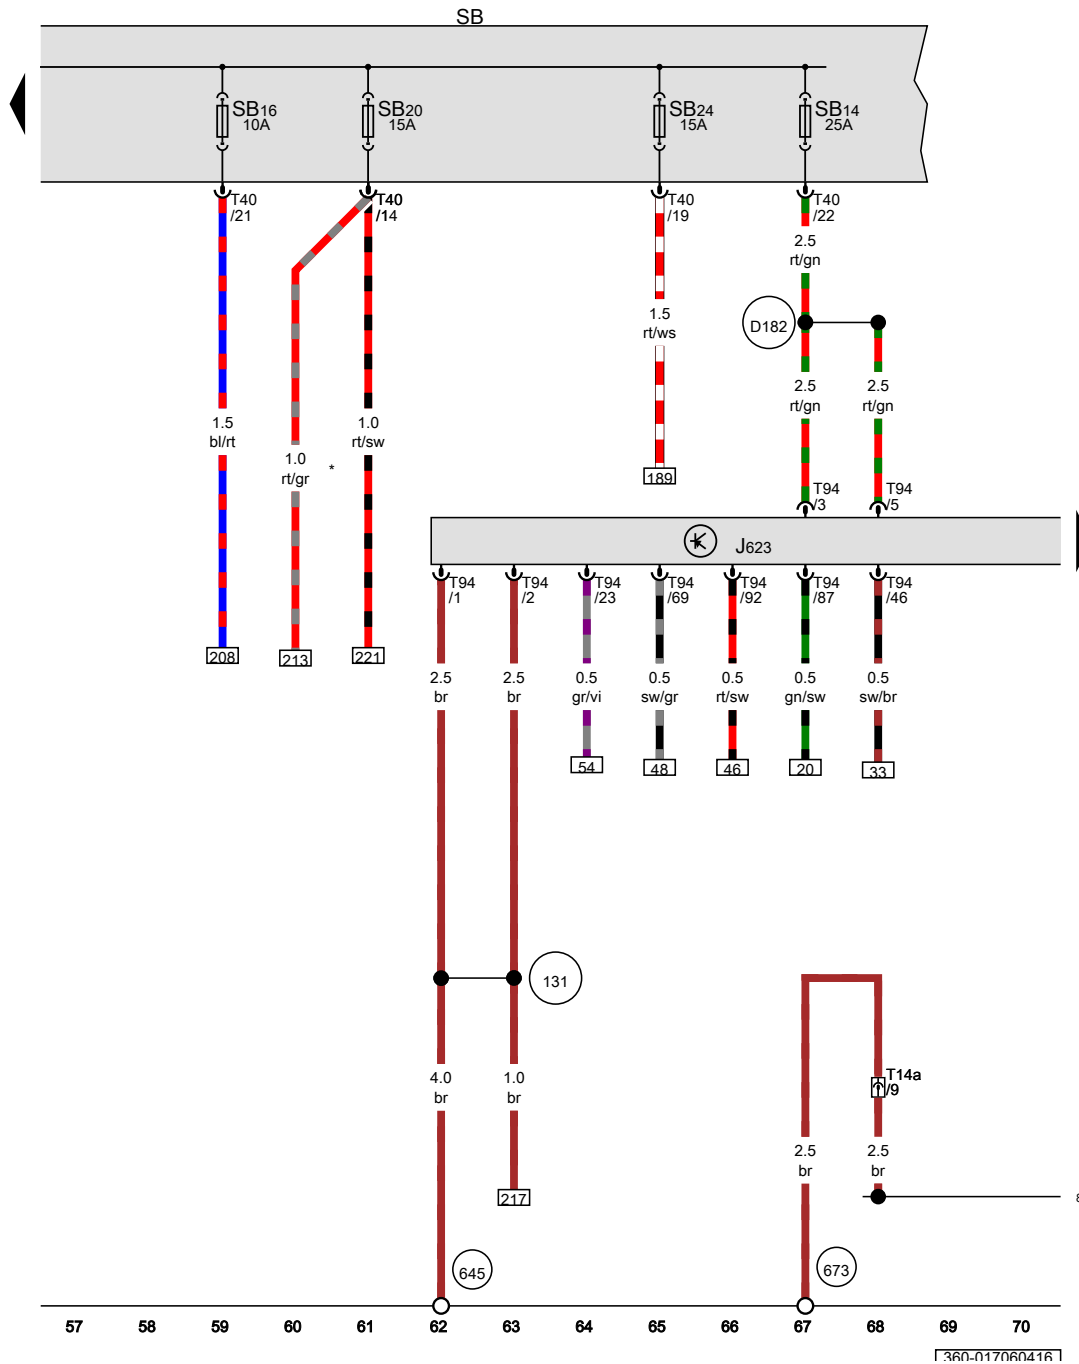 SB
SB16
10A
SB20
15A
SB24
15A
SB14
25A
T40
/21
T40
/14
T40
/19
T40
/22
2.5
rt/gn
1.5
rt/ws
D182
2.5
rt/gn
2.5
rt/gn
1.5
bl/rt
1.0
rt/gr
*
1.0
rt/sw
189
T94
/3
T94
/5
J623
T94
/1
T94
/2
T94
/23
T94
/69
T94
/92
T94
/87
T94
/46
208
213
221
2.5
br
2.5
br
0.5
gr/vi
0.5
sw/gr
0.5
rt/sw
0.5
gn/sw
0.5
sw/br
54
48
46
20
33
131
4.0
br
1.0
br
T14a
/9
2.5
br
2.5
br
217
645
673
57 58 59 60 61 62 63 64 65 66 67 68 69 70
360-017060416